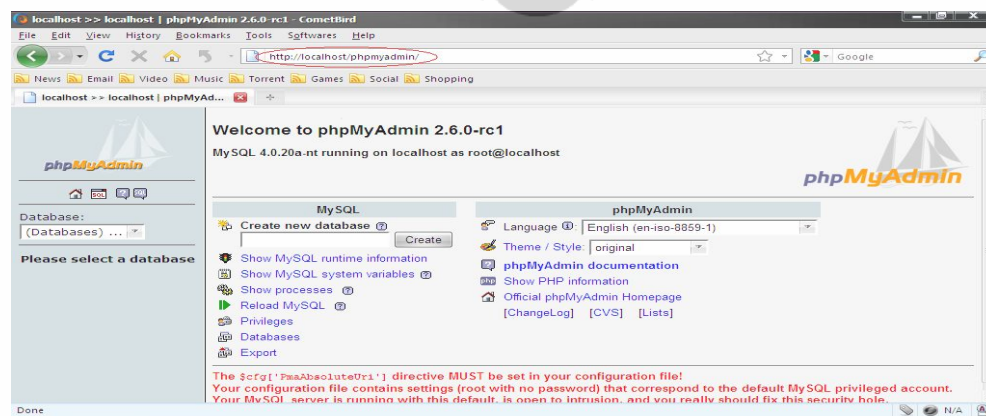 localhost >> localhost | phpMyAdmin 2.6.0-rc1 - CometBird
File Edit View History Bookmarks Tools Softwares Help
http://localhost/phpmyadmin/
Google
News Email Video Music Torrent Games Social Shopping
localhost >> localhost | phpMyAd...
phpMyAdmin
SQL
Database:
(Databases) ...
Please select a database
Welcome to phpMyAdmin 2.6.0-rc1
MySQL 4.0.20a-nt running on localhost as root@localhost
phpMyAdmin
MySQL
Create new database
Create
Show MySQL runtime information
Show MySQL system variables
Show processes
Reload MySQL
Privileges
Databases
Export
phpMyAdmin
Language : English (en-iso-8859-1)
Theme / Style: original
phpMyAdmin documentation
php Show PHP information
Official phpMyAdmin Homepage
[ChangeLog] [CVS] [Lists]
The $cfg['PmaAbsoluteUri'] directive MUST be set in your configuration file!
Your configuration file contains settings (root with no password) that correspond to the default MySQL privileged account.
Your MySQL server is running with this default, is open to intrusion, and you really should fix this security hole.
Done
N/A